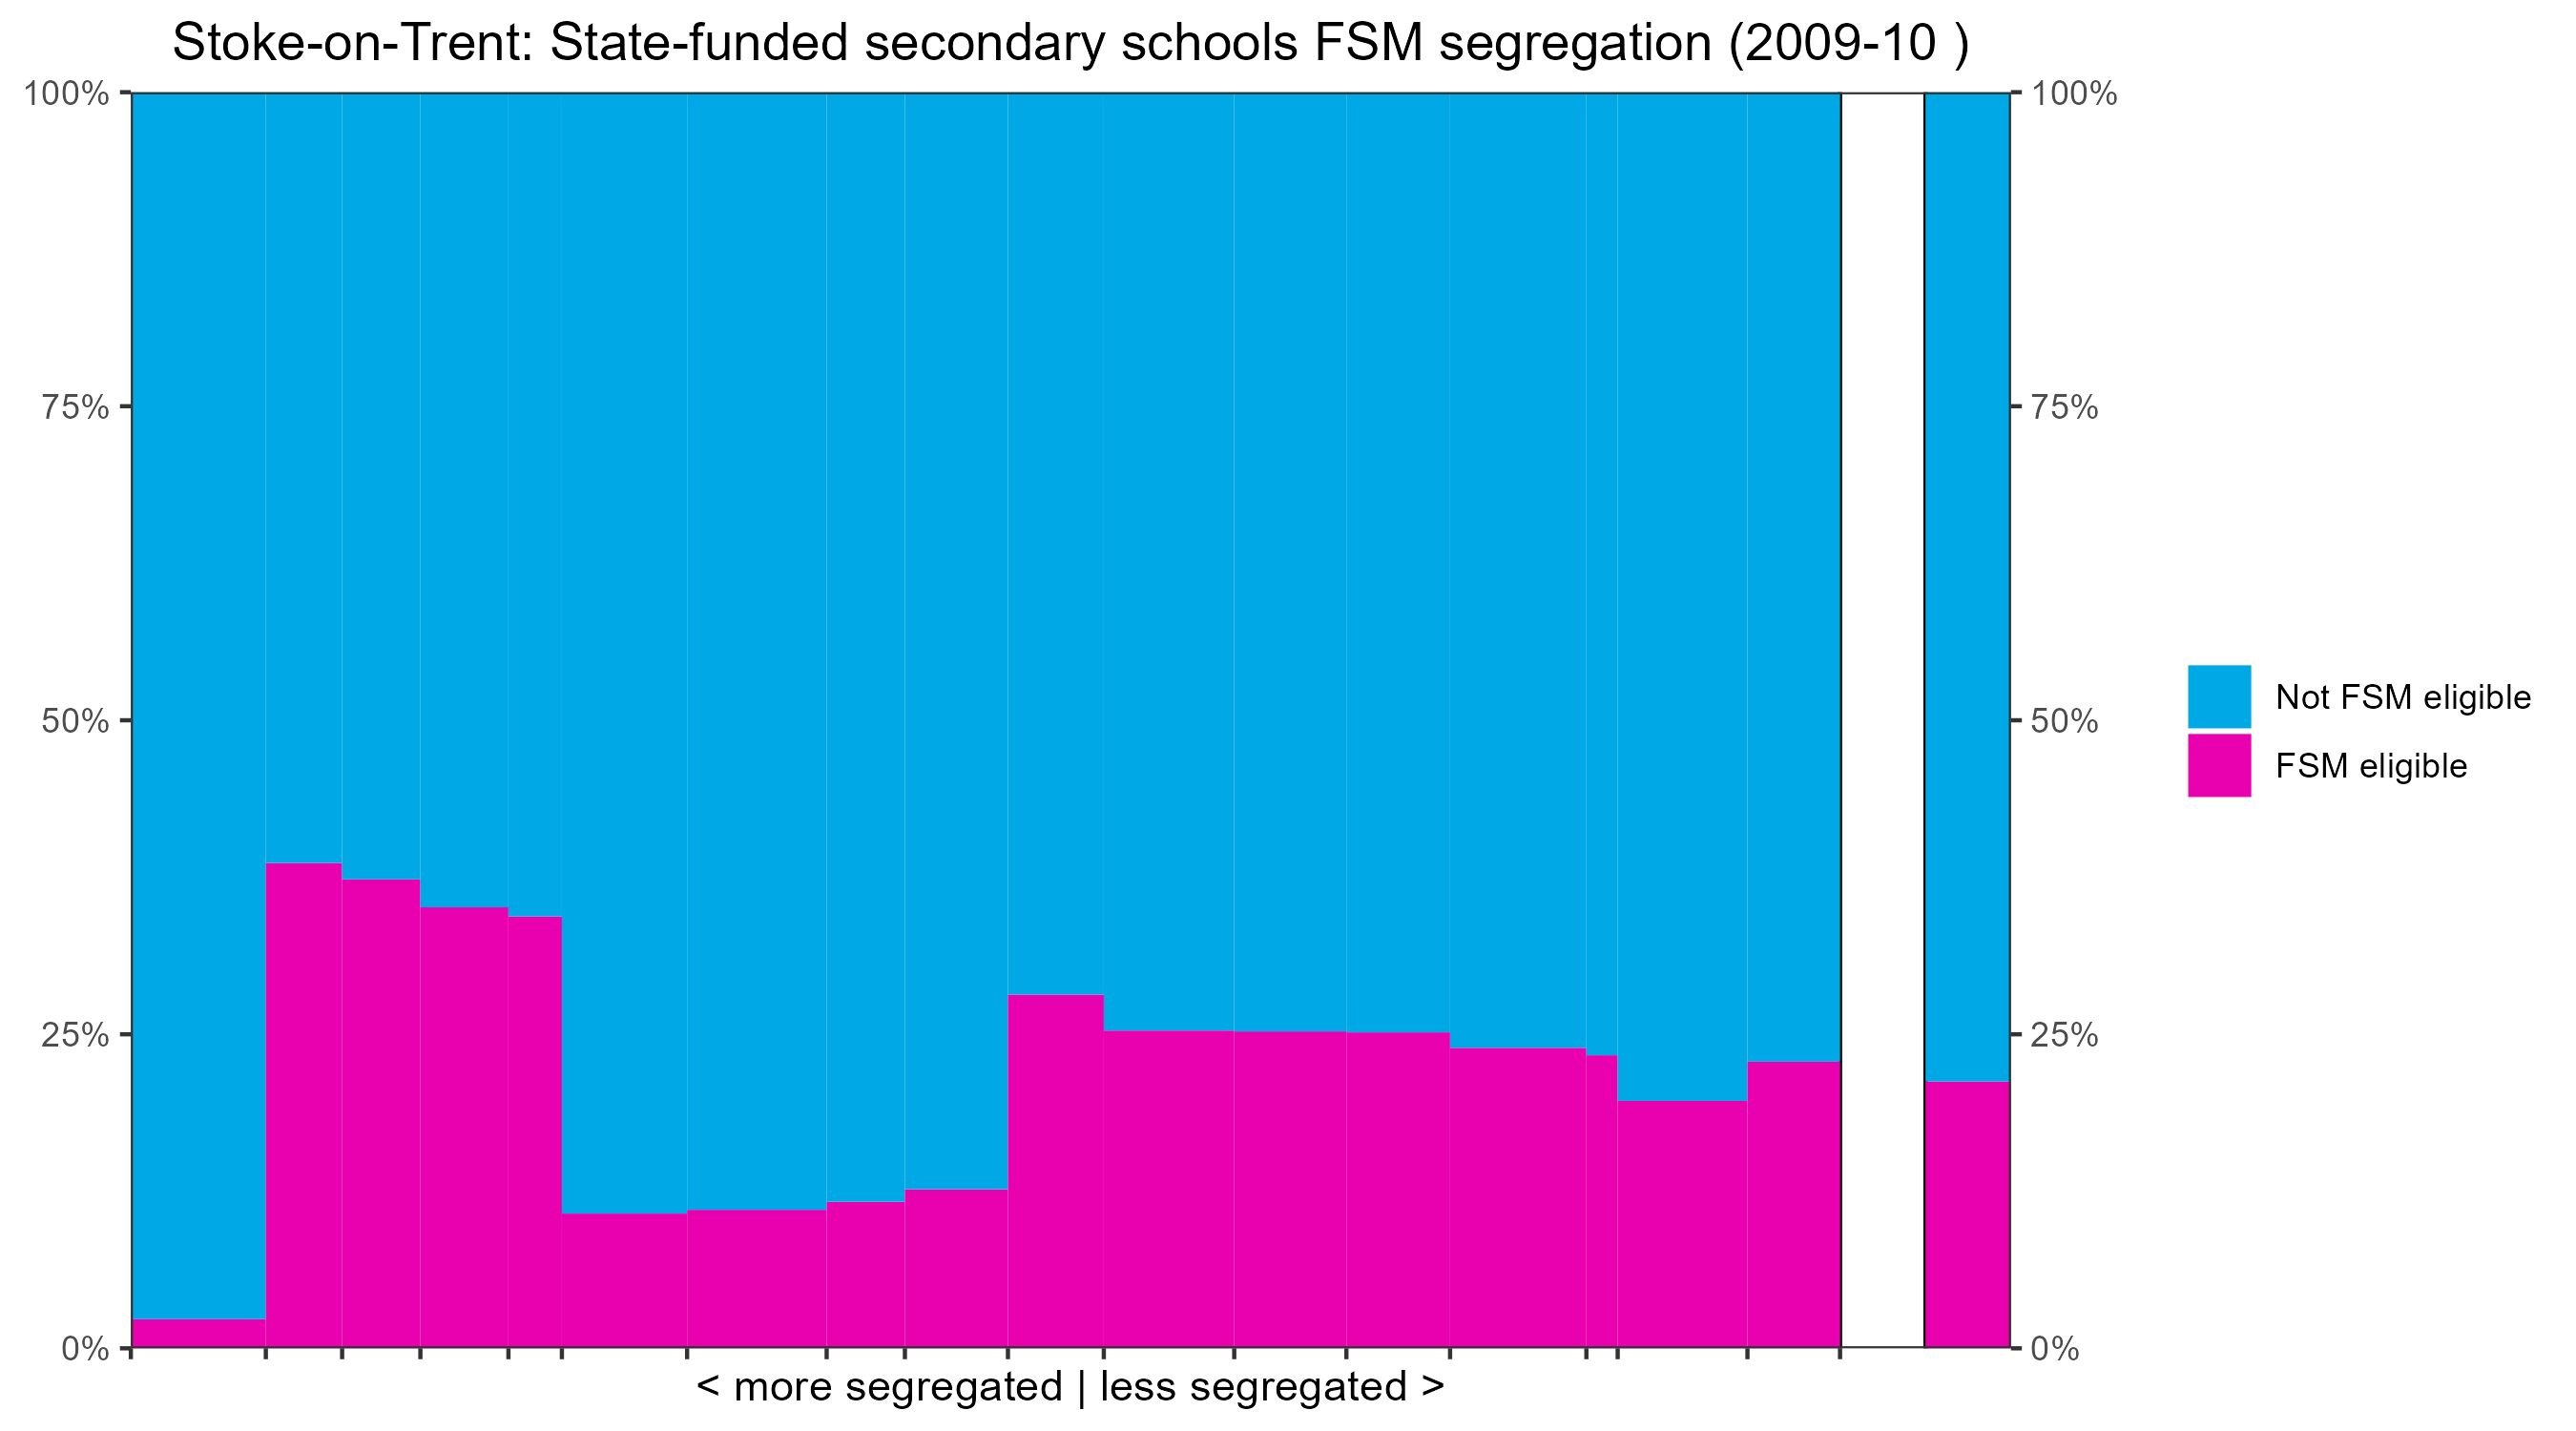 Stoke-on-Trent: State-funded secondary schools FSM segregation (2009-10 )
100%
75%
50%
25%
0%
100%
75%
50%
25%
0%
Not FSM eligible
FSM eligible
< more segregated | less segregated >